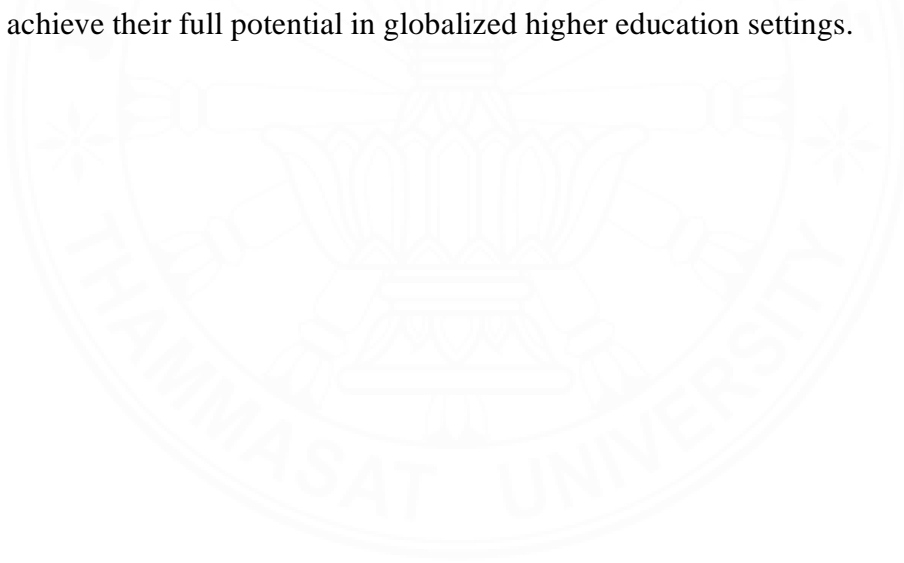 achieve their full potential in globalized higher education settings.
THAMMASAT UNIVERSITY